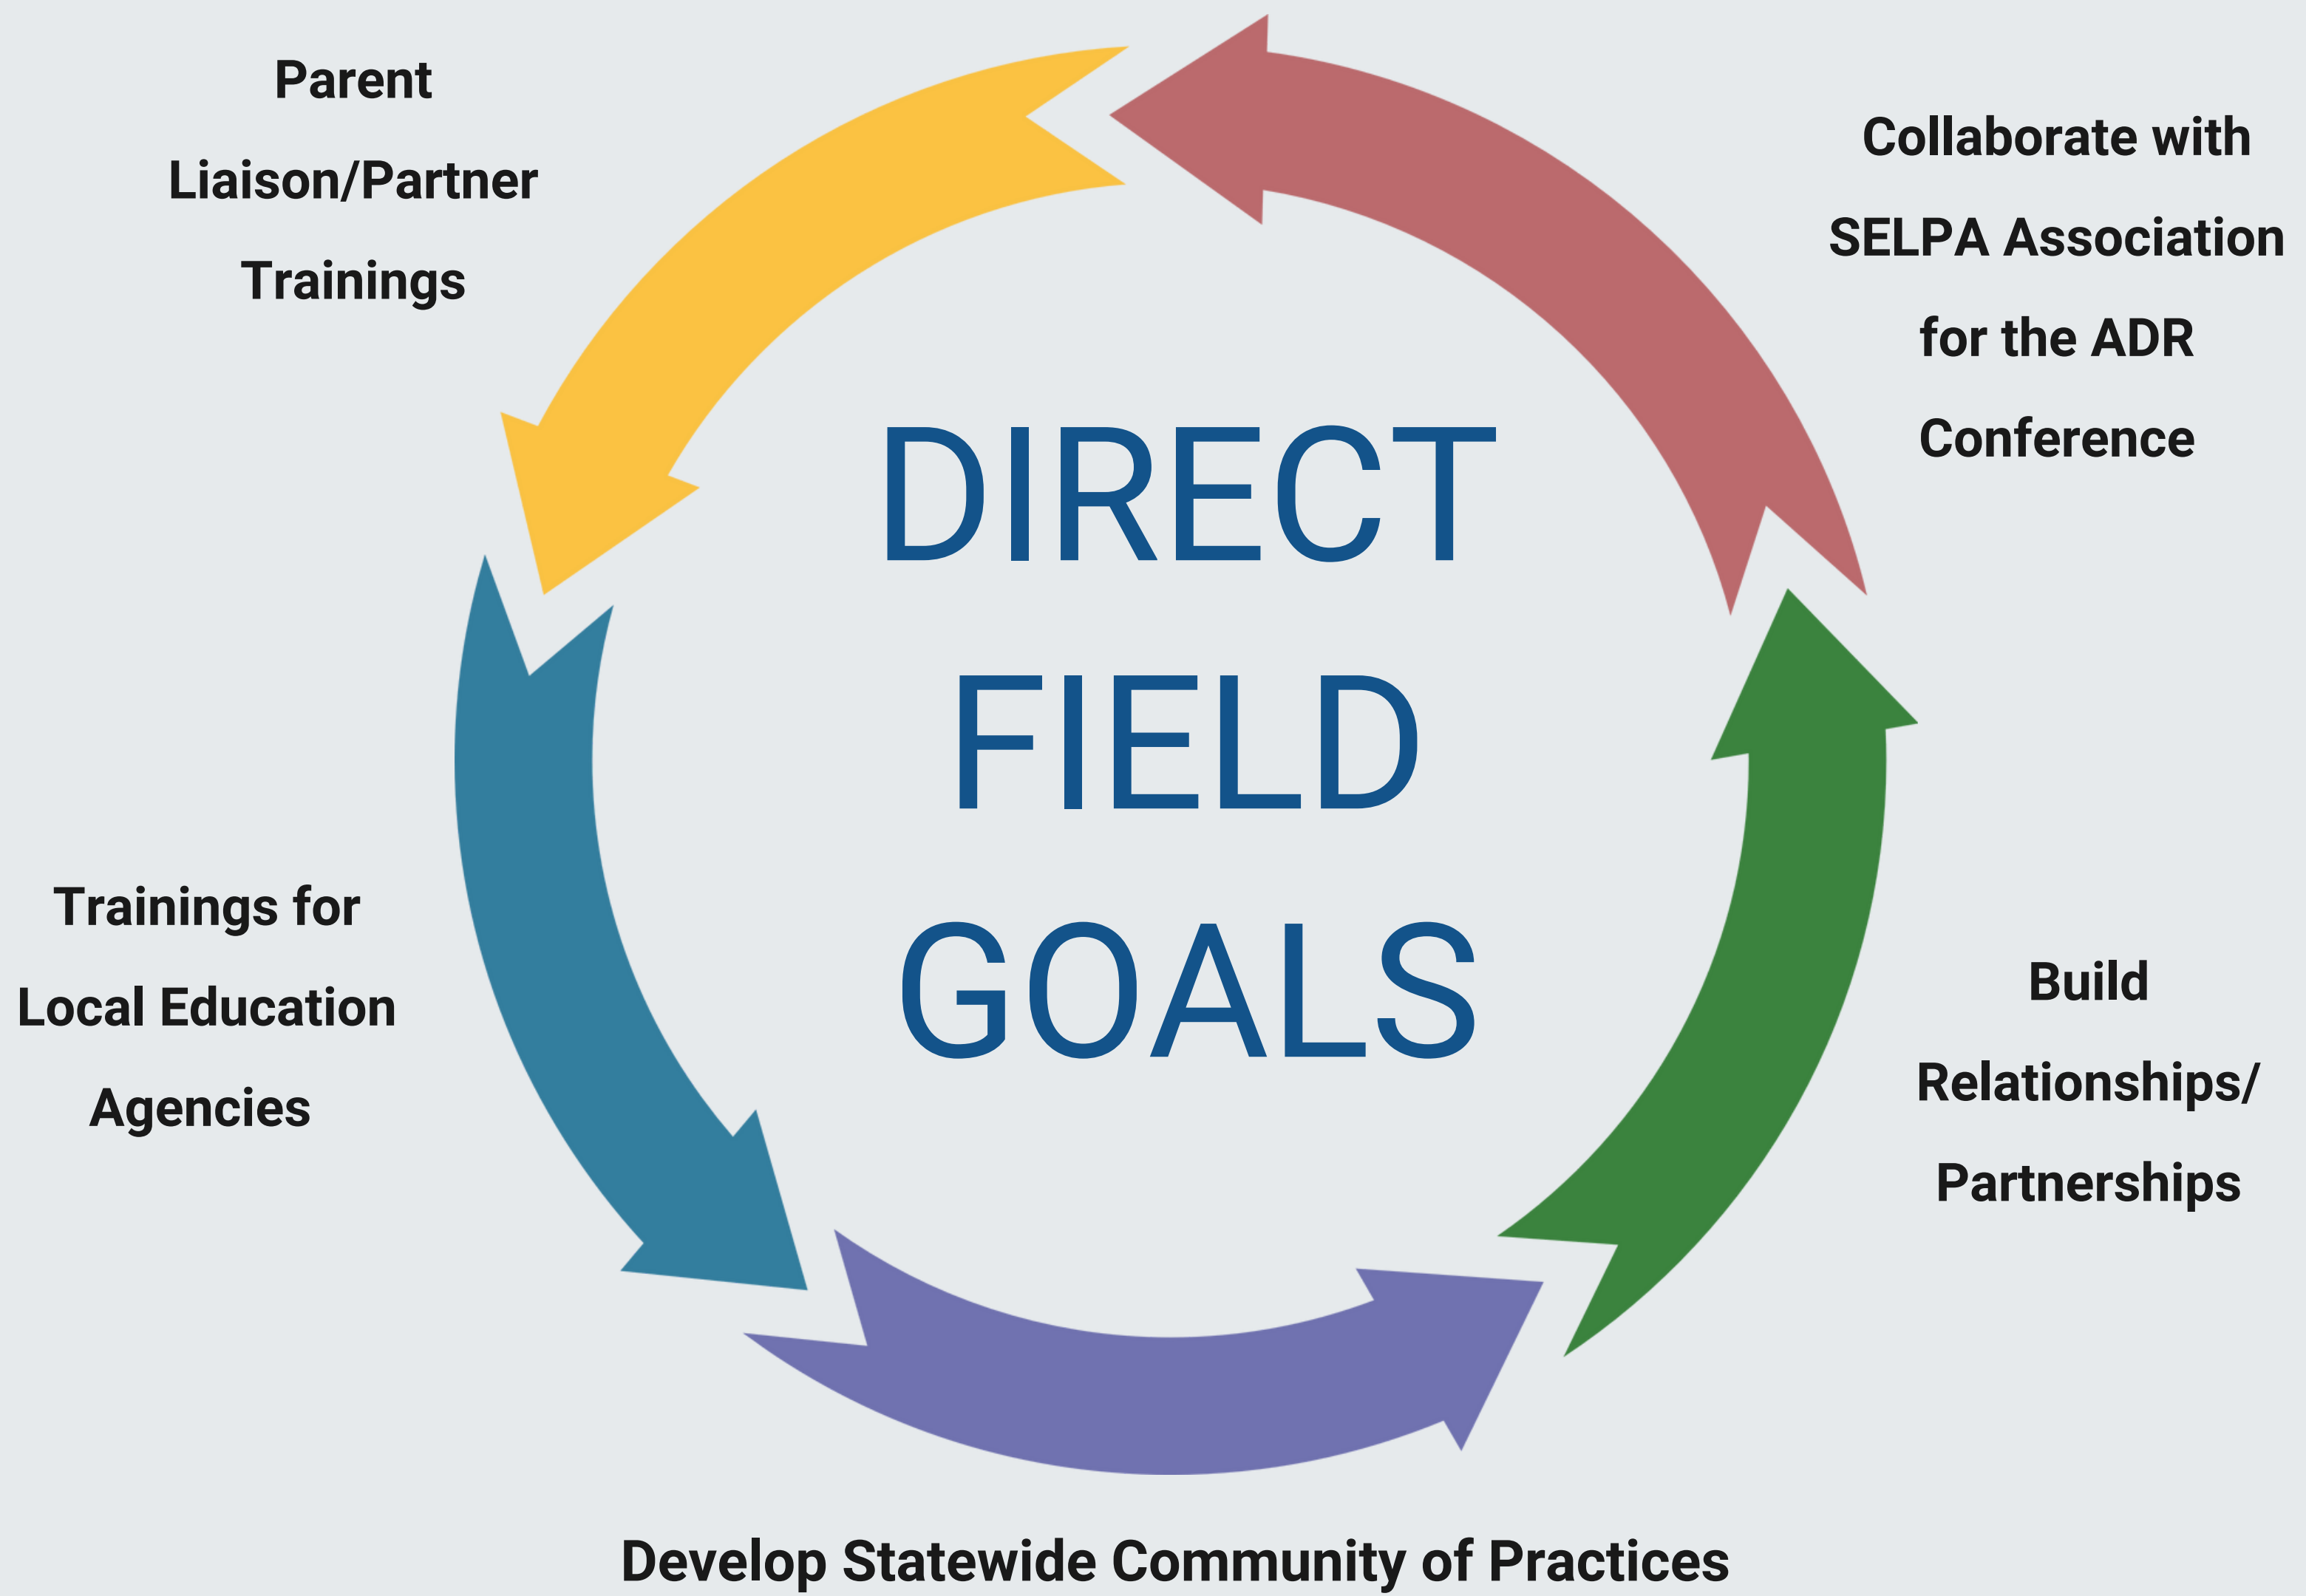 Parent
Liaison/Partner
Trainings
Collaborate with
SELPA Association
for the ADR
Conference
DIRECT
FIELD
GOALS
Trainings for
Local Education
Agencies
Build
Relationships/
Partnerships
Develop Statewide Community of Practices